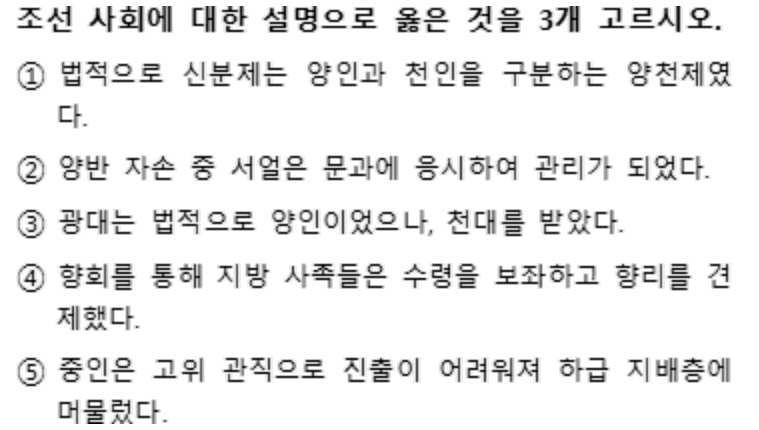 조선 사회에 대한 설명으로 옳은 것을 3개 고르시오.
① 법적으로 신분제는 양인과 천인을 구분하는 양천제였
다.
② 양반 자손 중 서얼은 문과에 응시하여 관리가 되었다.
③ 광대는 법적으로 양인이었으나, 천대를 받았다.
④ 향회를 통해 지방 사족들은 수령을 보좌하고 향리를 견
제했다.
⑤ 중인은 고위 관직으로 진출이 어려워져 하급 지배층에
머물렀다.